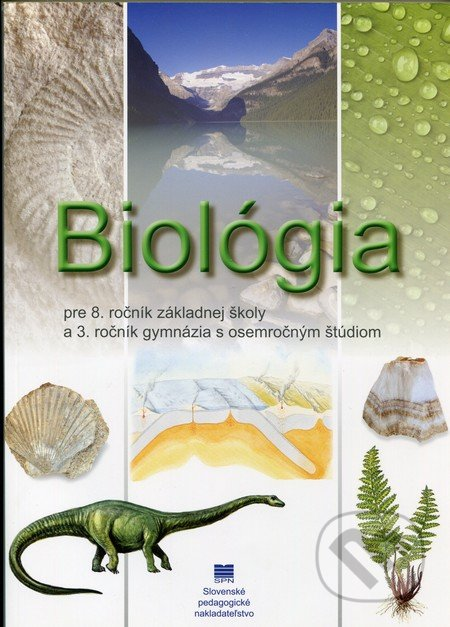 Biológia
pre 8. ročník základnej školy
a 3. ročník gymnázia s osemročným štúdiom
SPN
Slovenské
pedagogické
nakladateľstvo